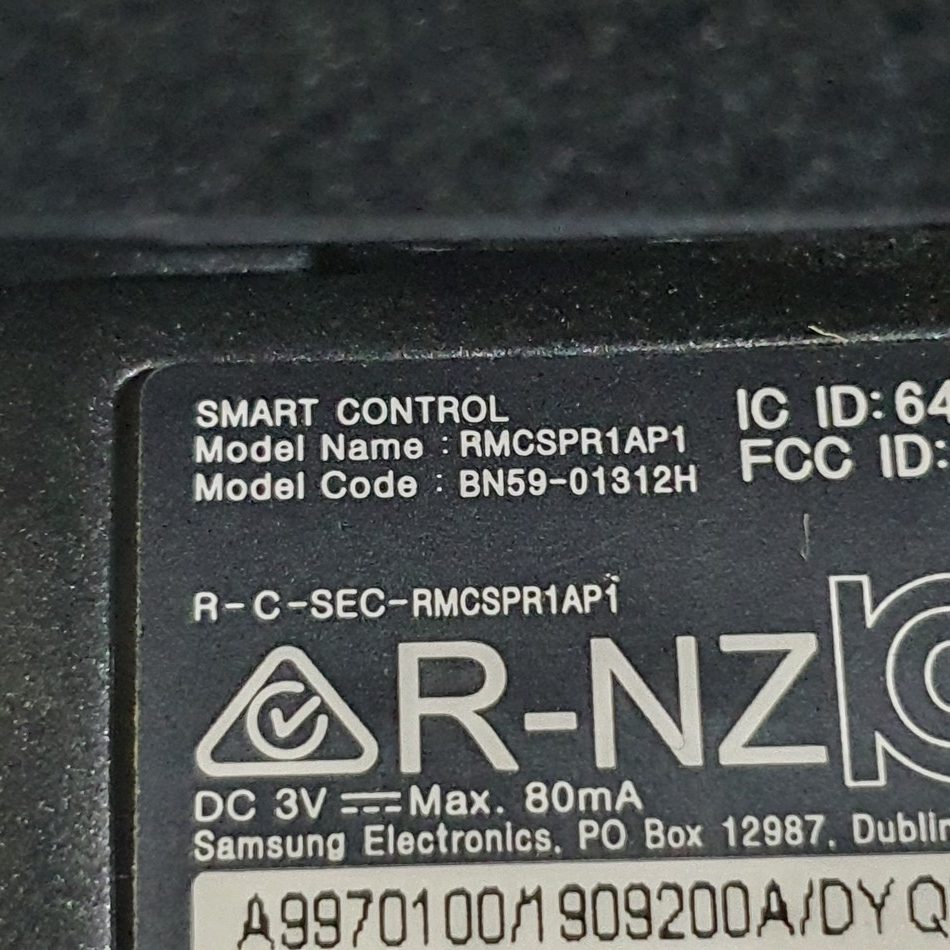 SMART CONTROL
Model Name : RMCSPR1AP1
Model Code : BN59-01312H
IC ID: 64
FCC ID:
R-C-SEC-RMCSPR1AP1
R-NZ
DC 3V Max. 80mA
Samsung Electronics. PO Box 12987. Dublin
A9970100/1909200A/DYQ